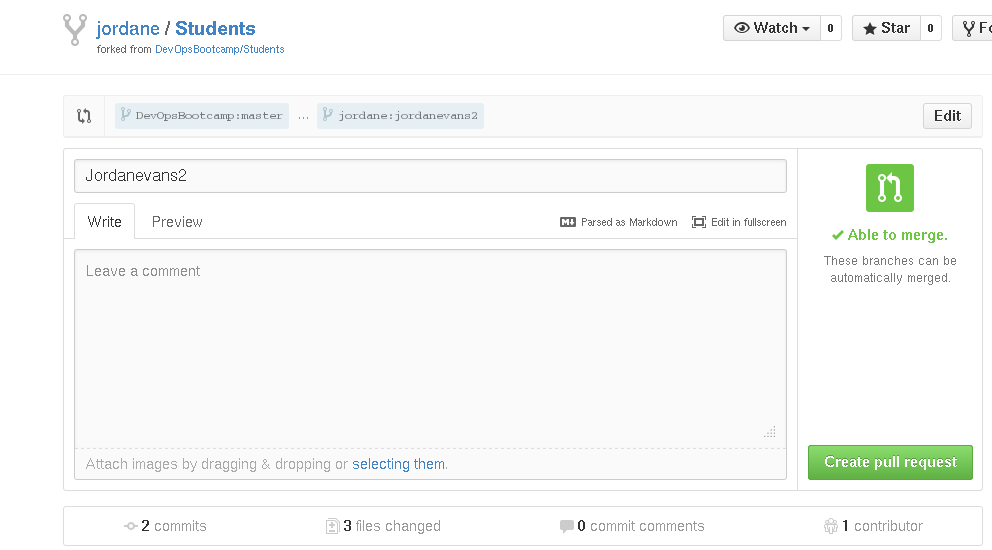 jordane / Students
Watch 0 Star 0 Fo
forked from DevOpsBootcamp/Students
DevOpsBootcamp:master ... jordane:jordanevans2 Edit
Jordanevans2
Write Preview Parsed as Markdown Edit in fullscreen
Leave a comment
Able to merge.
These branches can be
automatically merged.
Attach images by dragging & dropping or selecting them.
Create pull request
2 commits 3 files changed 0 commit comments 1 contributor